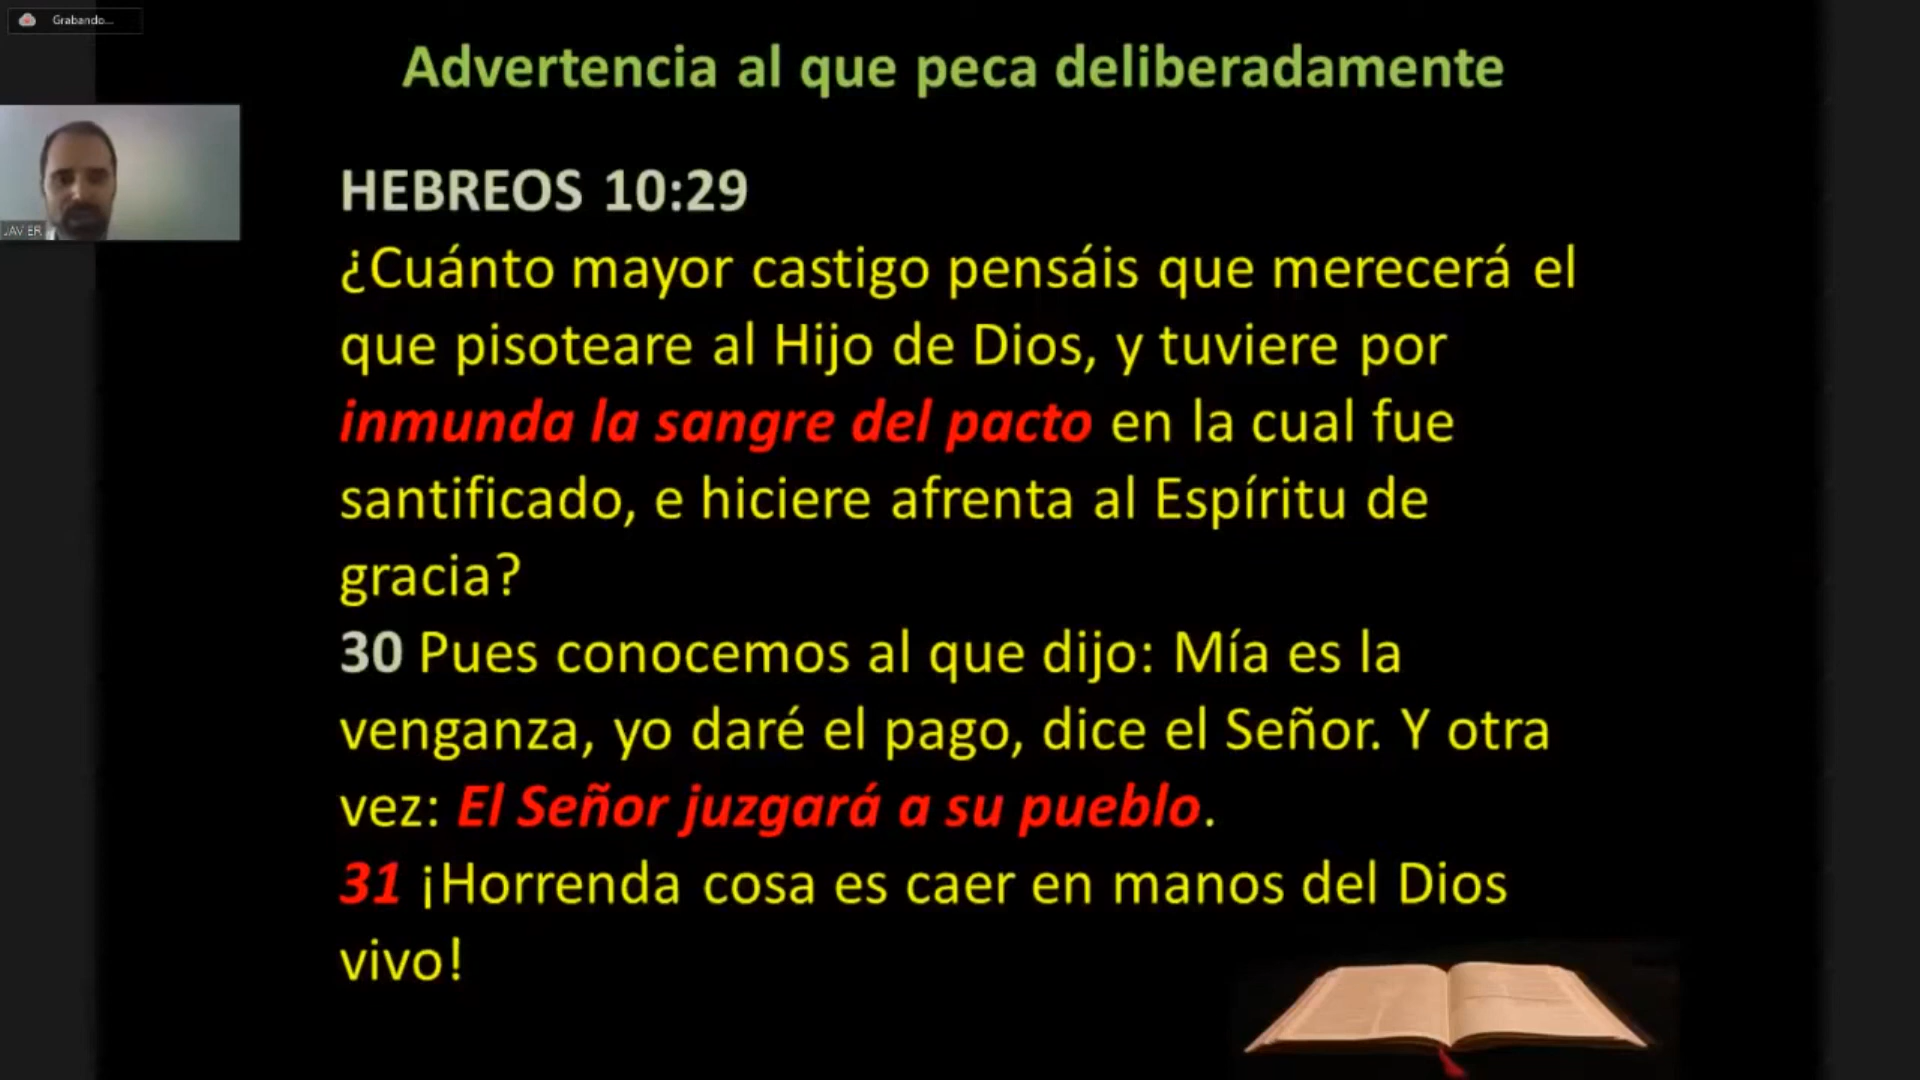 Grabando...
Advertencia al que peca deliberadamente
JAVIER
HEBREOS 10:29
¿Cuánto mayor castigo pensáis que merecerá el
que pisoteare al Hijo de Dios, y tuviere por
inmunda la sangre del pacto en la cual fue
santificado, e hiciere afrenta al Espíritu de
gracia?
30 Pues conocemos al que dijo: Mía es la
venganza, yo daré el pago, dice el Señor. Y otra
vez: El Señor juzgará a su pueblo.
31 ¡Horrenda cosa es caer en manos del Dios
vivo!